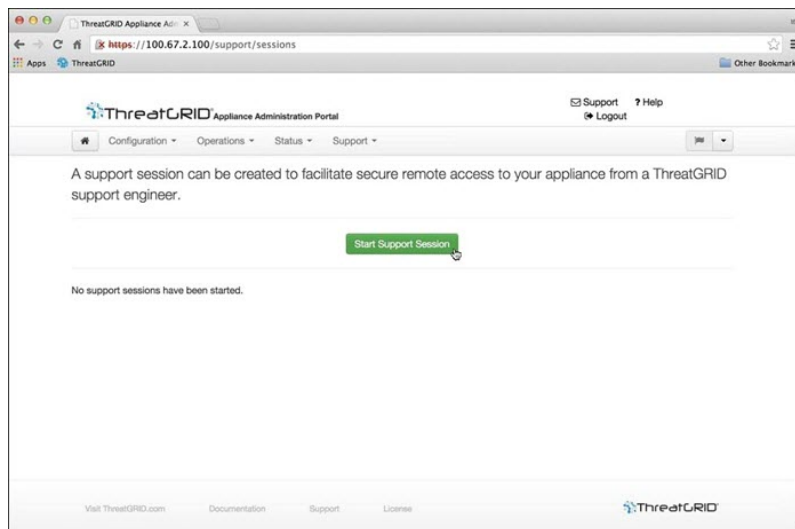 ThreatGRID Appliance Adm
https://100.67.2.100/support/sessions
Apps ThreatGRID Other Bookmark
ThreatGRID Appliance Administration Portal
Support ? Help
Logout
Configuration Operations Status Support
A support session can be created to facilitate secure remote access to your appliance from a ThreatGRID
support engineer.
Start Support Session
No support sessions have been started.
Visit ThreatGRID.com Documentation Support License ThreatGRID